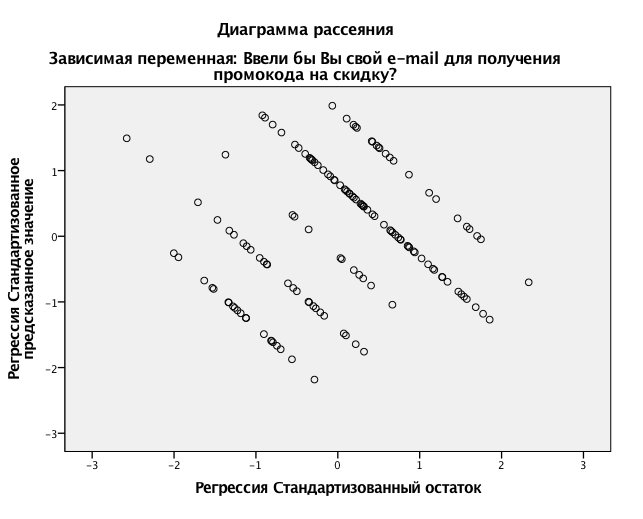 Диаграмма рассеяния
Зависимая переменная: Ввели бы Вы свой e-mail для получения
промокода на скидку?
Регрессия Стандартизованное
предсказанное значение
2
1
0
−1
−2
−3
−3
−2
−1
0
1
2
3
Регрессия Стандартизованный остаток